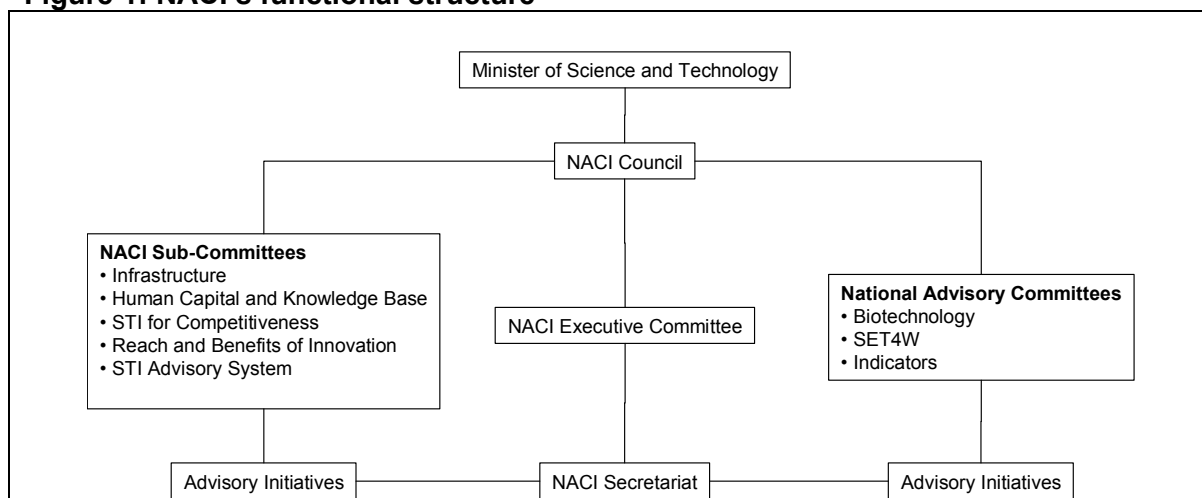 Figure 1: NACI's functional structure
Minister of Science and Technology
NACI Council
NACI Sub-Committees
• Infrastructure
• Human Capital and Knowledge Base
• STI for Competitiveness
• Reach and Benefits of Innovation
• STI Advisory System
NACI Executive Committee
National Advisory Committees
• Biotechnology
• SET4W
• Indicators
Advisory Initiatives
NACI Secretariat
Advisory Initiatives